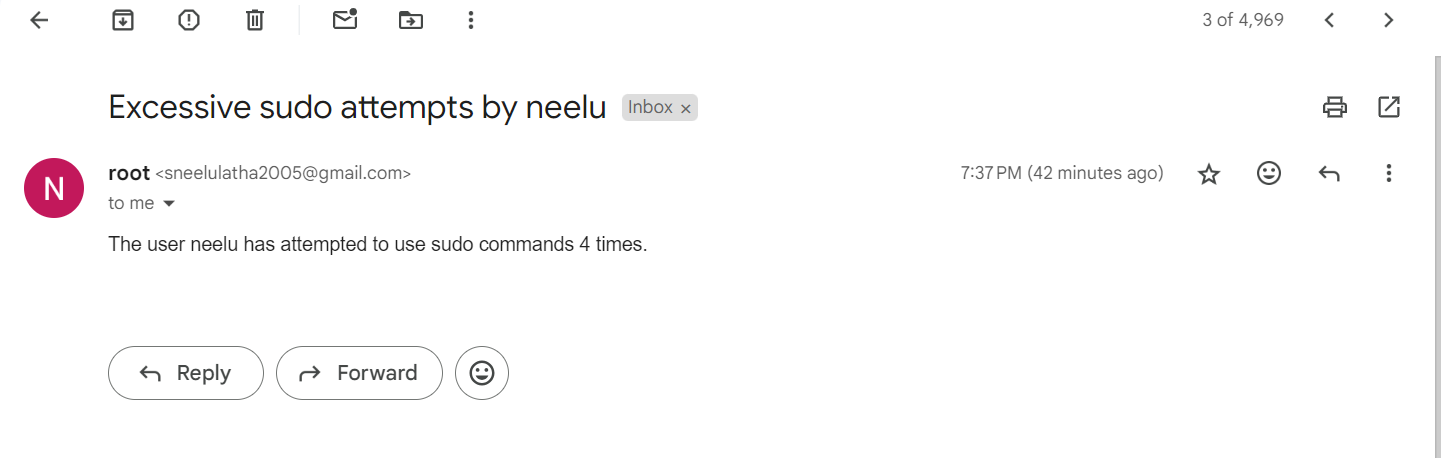 3 of 4,969
Excessive sudo attempts by neelu Inbox ×
N
root <sneelulatha2005@gmail.com> 7:37 PM (42 minutes ago)
to me
The user neelu has attempted to use sudo commands 4 times.
Reply Forward